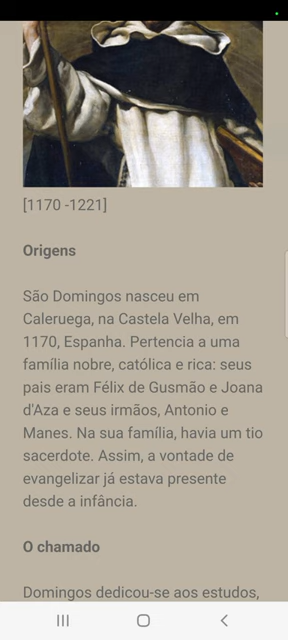 [1170 -1221]
Origens
São Domingos nasceu em
Caleruega, na Castela Velha, em
1170, Espanha. Pertencia a uma
família nobre, católica e rica: seus
pais eram Félix de Gusmão e Joana
d'Aza e seus irmãos, Antonio e
Manes. Na sua família, havia um tio
sacerdote. Assim, a vontade de
evangelizar já estava presente
desde a infância.
O chamado
Domingos dedicou-se aos estudos,